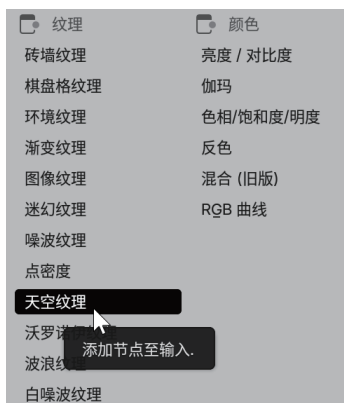 纹理
砖墙纹理
棋盘格纹理
环境纹理
渐变纹理
图像纹理
迷幻纹理
噪波纹理
点密度
天空纹理
沃罗诺伊纹理
添加节点至输入.
波浪纹
白噪波纹理
颜色
亮度 / 对比度
伽玛
色相/饱和度/明度
反色
混合 (旧版)
RGB 曲线